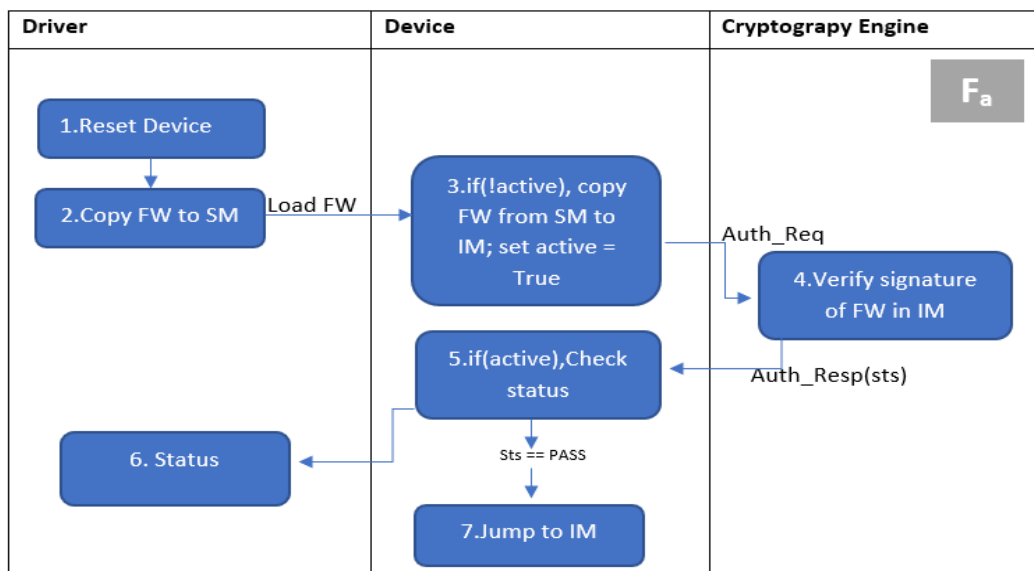 Driver
Device
Cryptograpy Engine
Fₐ
1.Reset Device
2.Copy FW to SM
Load FW
3.if(!active), copy
FW from SM to
IM; set active =
True
Auth_Req
4.Verify signature
of FW in IM
5.if(active),Check
status
Auth_Resp(sts)
6. Status
Sts == PASS
7.Jump to IM